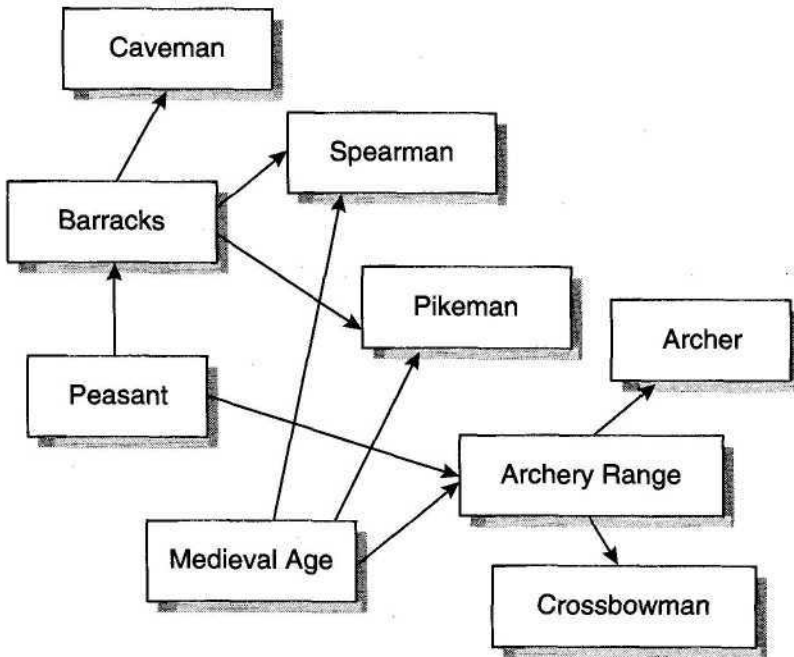 Caveman
Spearman
Barracks
Pikeman
Archer
Peasant
Archery Range
Medieval Age
Crossbowman